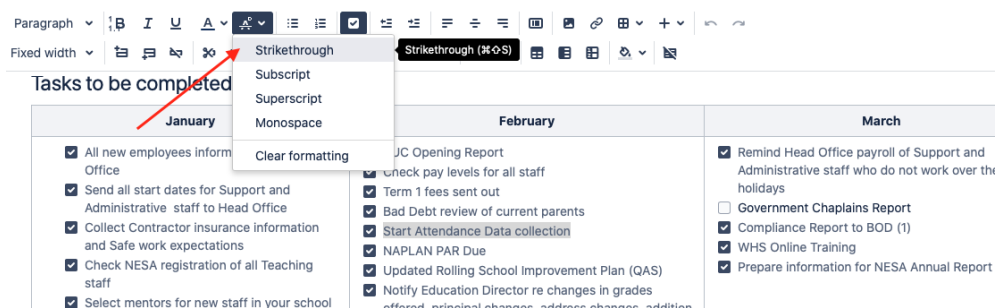 Paragraph
B I U A
Fixed width
Strikethrough
Strikethrough (⌘⇧S)
Subscript
Superscript
Monospace
Clear formatting
Tasks to be completed
January
All new employees inform
Office
Send all start dates for Support and
Administrative staff to Head Office
Collect Contractor insurance information
and Safe work expectations
Check NESA registration of all Teaching
staff
Select mentors for new staff in your school
February
UC Opening Report
Check pay levels for all staff
Term 1 fees sent out
Bad Debt review of current parents
Start Attendance Data collection
NAPLAN PAR Due
Updated Rolling School Improvement Plan (QAS)
Notify Education Director re changes in grades
offered, principal changes, address changes, addition
March
Remind Head Office payroll of Support and
Administrative staff who do not work over the
holidays
Government Chaplains Report
Compliance Report to BOD (1)
WHS Online Training
Prepare information for NESA Annual Report